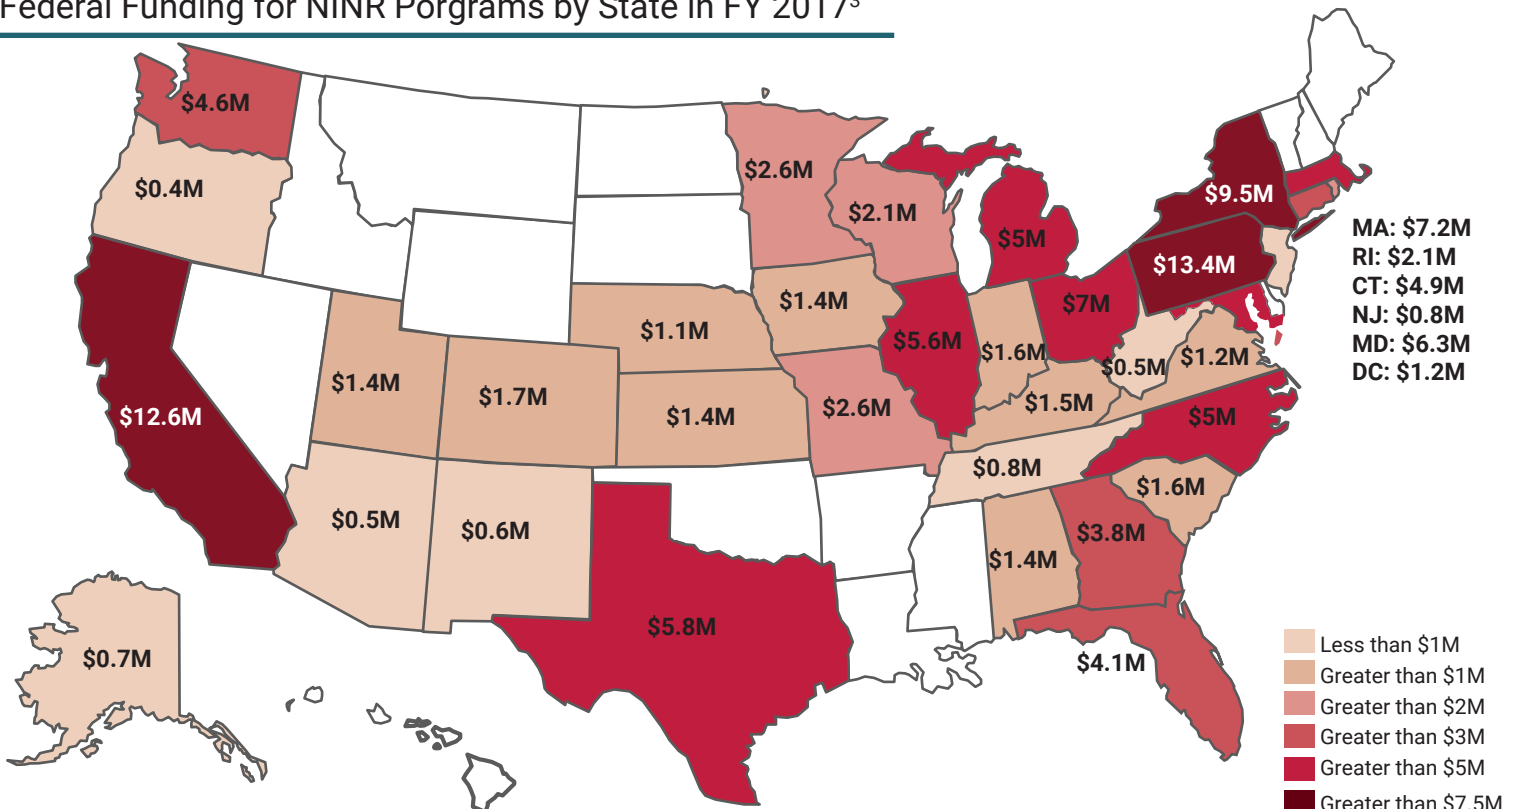 Federal Funding for NINR Porgrams by State in FY 2017³
$4.6M
$0.4M
$12.6M
$1.4M
$1.7M
$0.5M
$0.6M
$1.1M
$1.4M
$5.8M
$2.6M
$2.1M
$1.4M
$2.6M
$5.6M
$5M
$1.6M
$7M
$1.5M
$0.5M
$1.2M
$0.8M
$5M
$1.6M
$3.8M
$1.4M
$4.1M
$9.5M
$13.4M
MA: $7.2M
RI: $2.1M
CT: $4.9M
NJ: $0.8M
MD: $6.3M
DC: $1.2M
$0.7M
Less than $1M
Greater than $1M
Greater than $2M
Greater than $3M
Greater than $5M
Greater than $7.5M